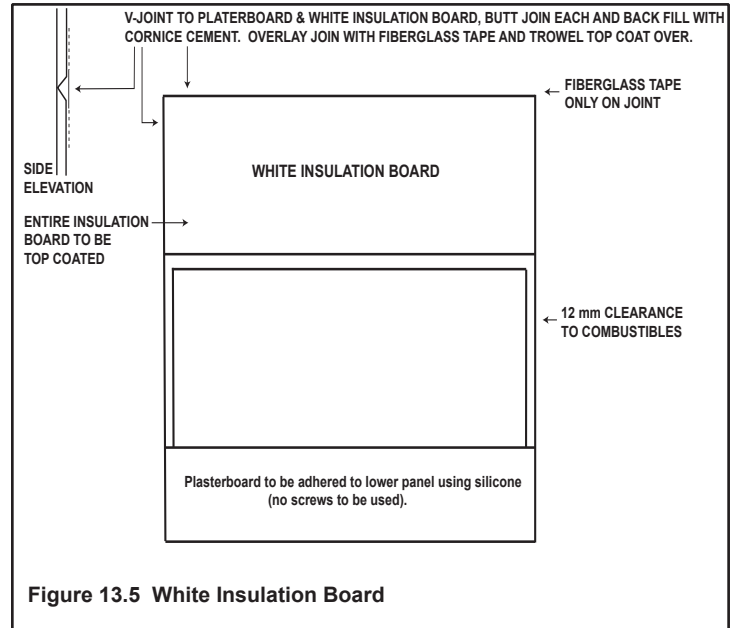 V-JOINT TO PLATERBOARD & WHITE INSULATION BOARD, BUTT JOIN EACH AND BACK FILL WITH
CORNICE CEMENT. OVERLAY JOIN WITH FIBERGLASS TAPE AND TROWEL TOP COAT OVER.
FIBERGLASS TAPE
ONLY ON JOINT
SIDE
ELEVATION
WHITE INSULATION BOARD
ENTIRE INSULATION
BOARD TO BE
TOP COATED
12 mm CLEARANCE
TO COMBUSTIBLES
Plasterboard to be adhered to lower panel using silicone
(no screws to be used).
Figure 13.5 White Insulation Board